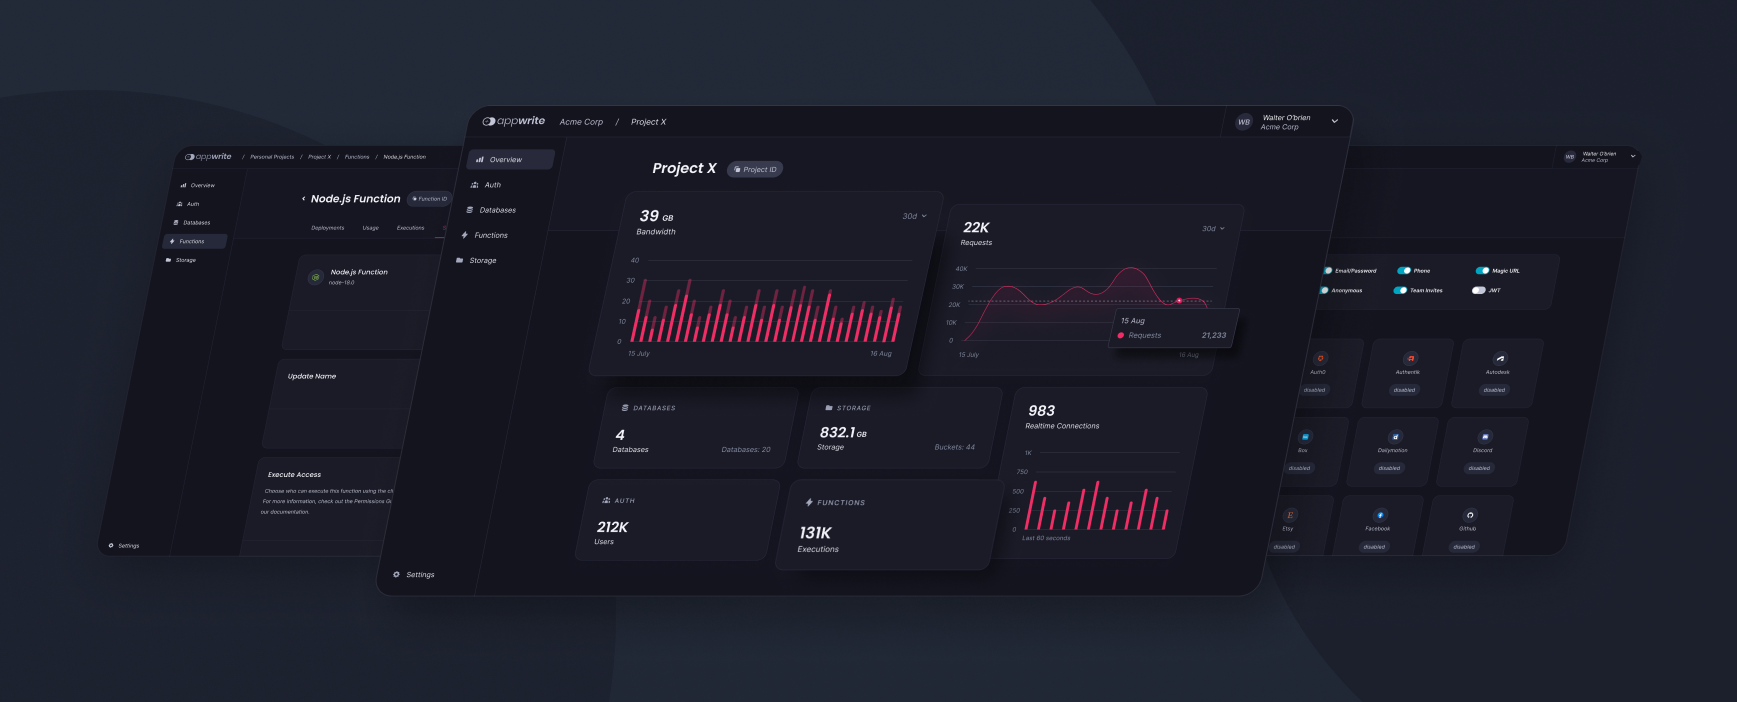 appwrite / Personal Projects / Project X / Functions / Node.js Function
Overview
Auth
Databases
Functions
Storage
Settings
Node.js Function Function ID
Deployments Usage Executions
Node.js Function
node-18.0
Update Name
Execute Access
Choose who can execute this function using the
For more information, check out the Permissions
our documentation.
appwrite Acme Corp / Project X
WB Walter O'brien
Acme Corp
Overview
Auth
Databases
Functions
Storage
Settings
Project X Project ID
39 GB 30d
Bandwidth
40
30
20
10
0
15 July 16 Aug
22K 30d
Requests
40K
30K
20K
10K
0
15 July 16 Aug
15 Aug
Requests 21,233
DATABASES
4
Databases Databases: 20
STORAGE
832.1 GB
Storage Buckets: 44
983
Realtime Connections
1K
750
500
250
0
Last 60 seconds
AUTH
212K
Users
FUNCTIONS
131K
Executions
WB Walter O'brien
Acme Corp
Email/Password Phone Magic URL
Anonymous Team Invites JWT
Auth0 Authentik Autodesk
disabled disabled disabled
Box Dailymotion Discord
disabled disabled disabled
Etsy Facebook Github
disabled disabled disabled